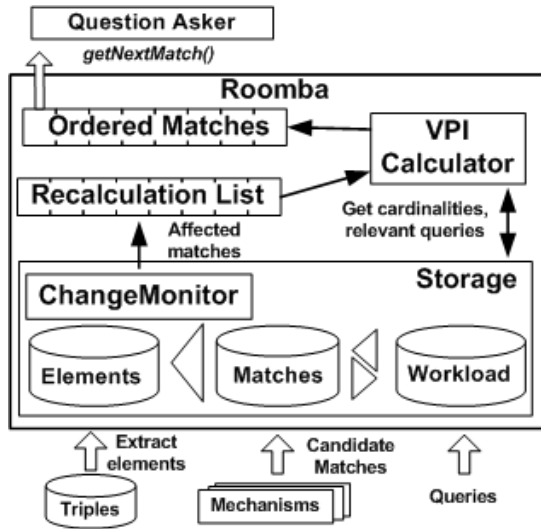 Question Asker
getNextMatch()
Roomba
Ordered Matches
VPI
Calculator
Recalculation List
Affected
matches
Get cardinalities,
relevant queries
Storage
ChangeMonitor
Elements
Matches
Workload
Extract
elements
Candidate
Matches
Triples
Mechanisms
Queries